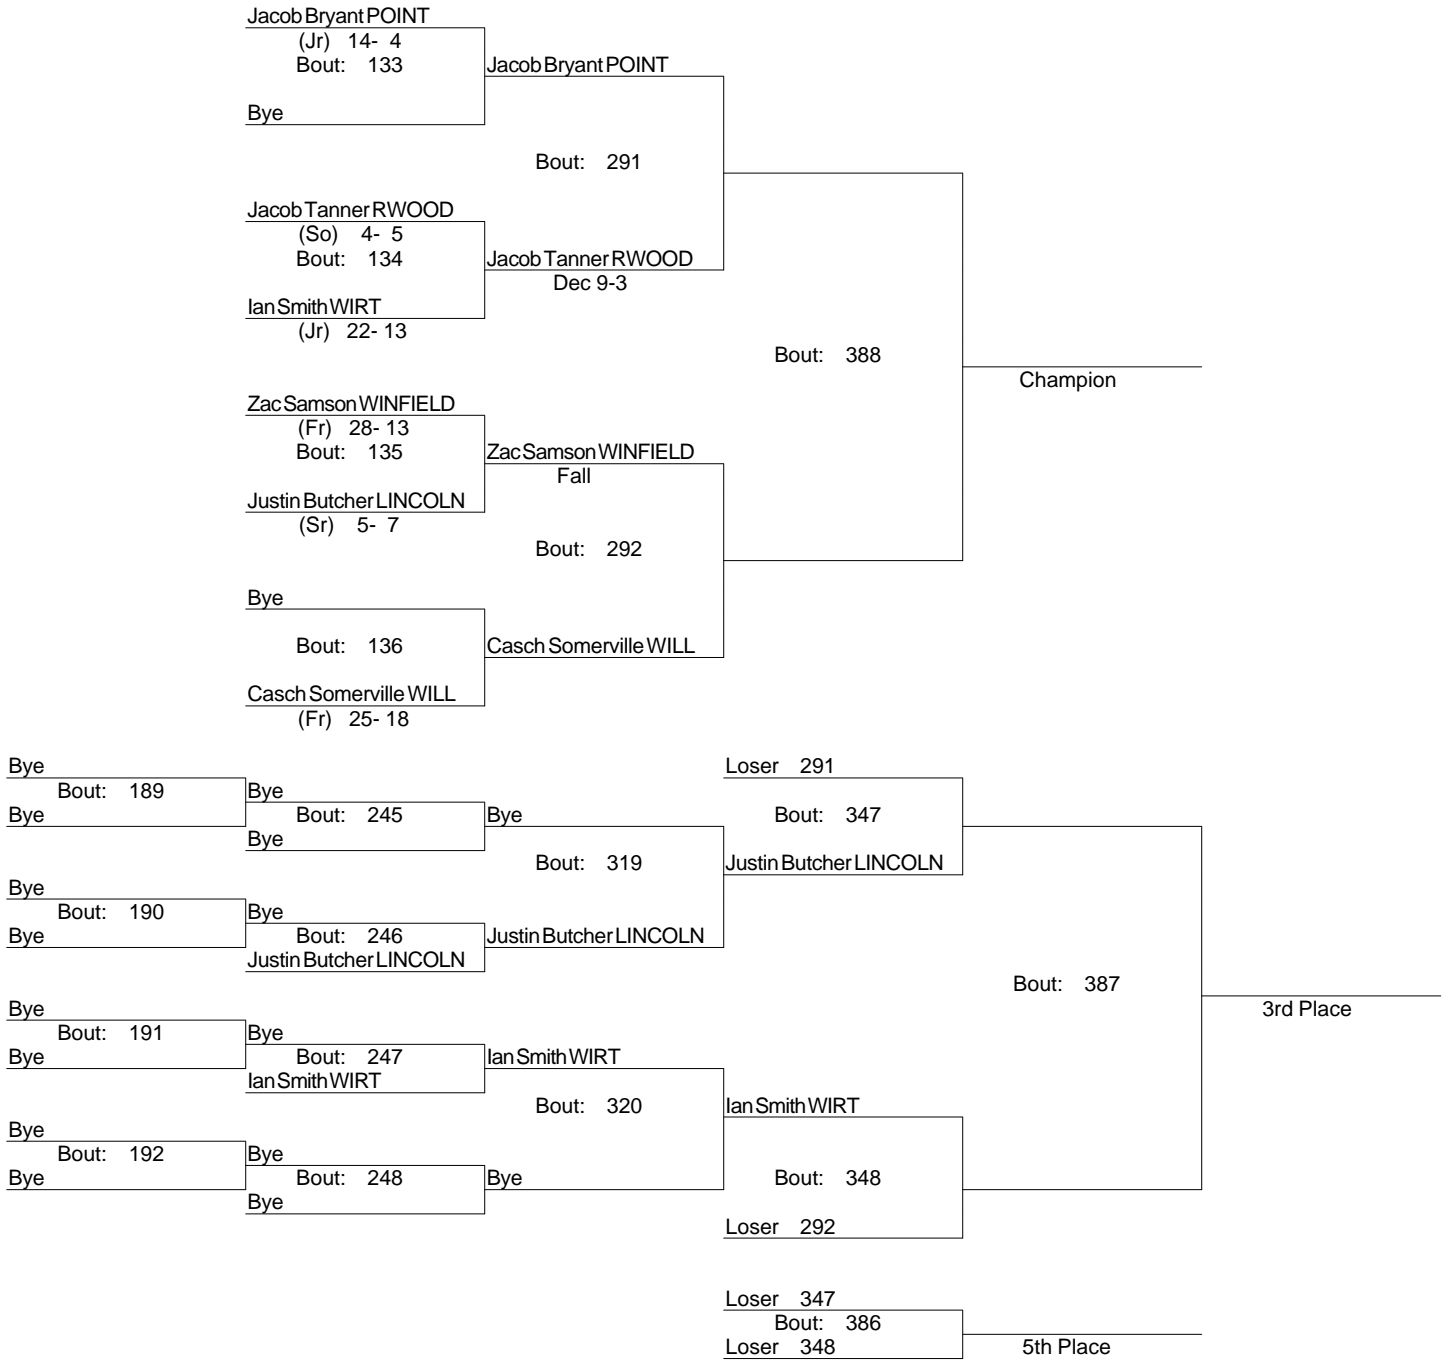 Jacob Bryant POINT
(Jr) 14- 4
Bout: 133
Jacob Bryant POINT
Bye
Bout: 291
Jacob Tanner RWOOD
(So) 4- 5
Bout: 134
Jacob Tanner RWOOD
Dec 9-3
Ian Smith WIRT
(Jr) 22- 13
Bout: 388
Champion
Zac Samson WINFIELD
(Fr) 28- 13
Bout: 135
Zac Samson WINFIELD
Fall
Justin Butcher LINCOLN
(Sr) 5- 7
Bout: 292
Bye
Bout: 136
Casch Somerville WILL
Casch Somerville WILL
(Fr) 25- 18
Bye
Loser 291
Bout: 189
Bye
Bye
Bout: 245
Bye
Bout: 347
Bye
Bout: 319
Justin Butcher LINCOLN
Bye
Bout: 190
Bye
Bye
Bout: 246
Justin Butcher LINCOLN
Justin Butcher LINCOLN
Bout: 387
Bye
3rd Place
Bout: 191
Bye
Bye
Bout: 247
Ian Smith WIRT
Ian Smith WIRT
Bout: 320
Ian Smith WIRT
Bye
Bout: 192
Bye
Bye
Bout: 248
Bye
Bout: 348
Bye
Loser 292
Loser 347
Bout: 386
Loser 348
5th Place